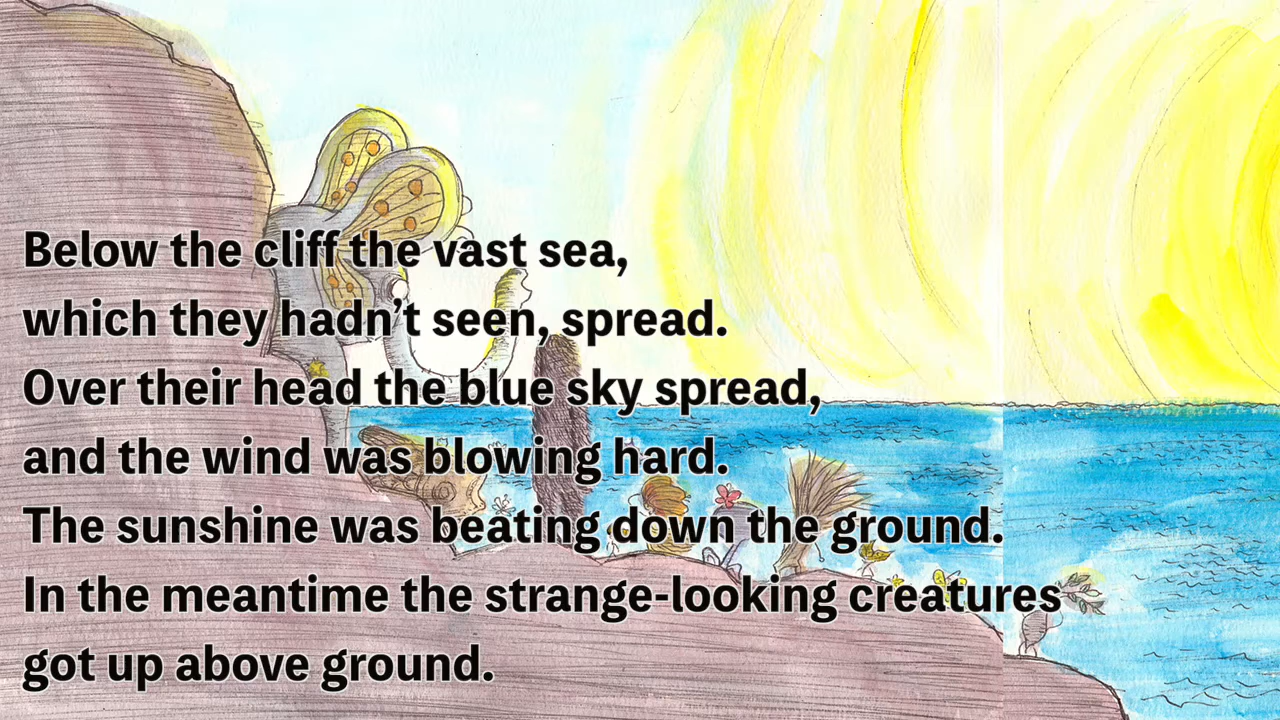 Below the cliff the vast sea,
which they hadn’t seen, spread.
Over their head the blue sky spread,
and the wind was blowing hard.
The sunshine was beating down the ground.
In the meantime the strange-looking creatures
got up above ground.